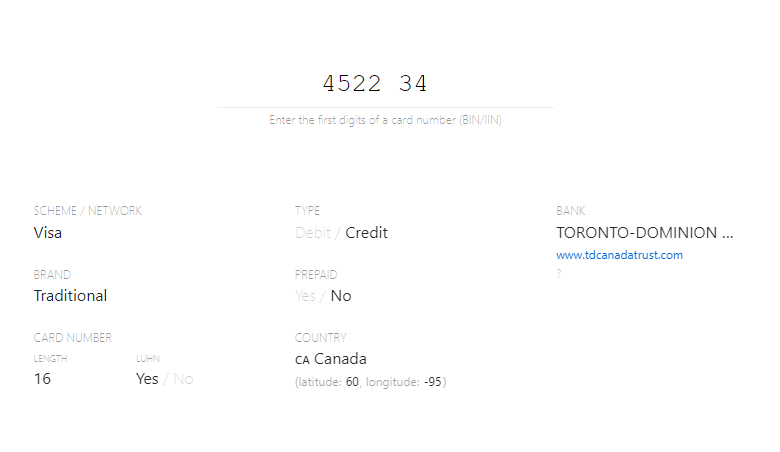 4522 34
Enter the first digits of a card number (BIN/IIN)
SCHEME / NETWORK
Visa
TYPE
Debit / Credit
BANK
TORONTO-DOMINION ...
www.tdcanadatrust.com
?
BRAND
Traditional
PREPAID
Yes / No
CARD NUMBER
LENGTH
16
LUHN
Yes / No
COUNTRY
CA Canada
(latitude: 60, longitude: -95)